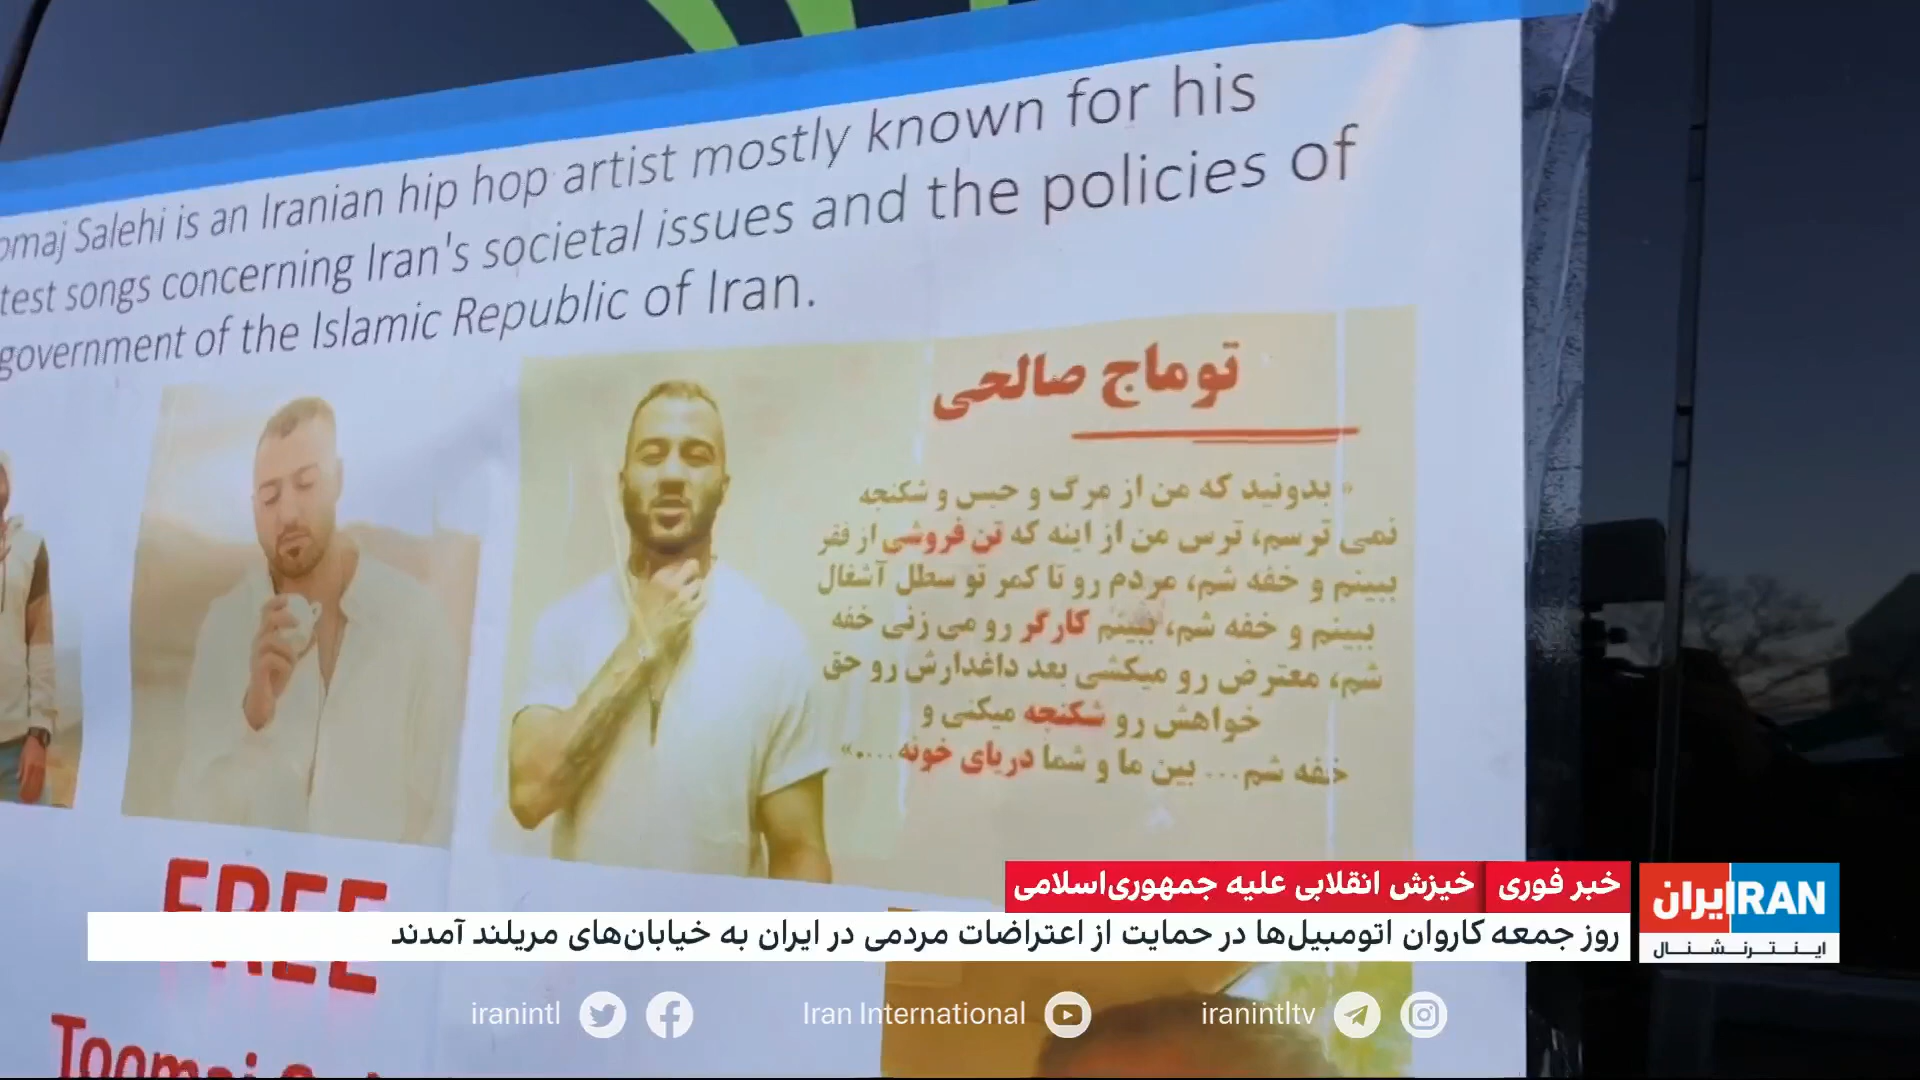 omaj Salehi is an Iranian hip hop artist mostly known for his
test songs concerning Iran's societal issues and the policies of
government of the Islamic Republic of Iran.
توماج صالحی
« بدونید که من از مرگ و حبس و شکنجه
نمی ترسم، ترس من از اینه که تن فروشی از فقر
ببینم و خفه شم، مردم رو تا کمر تو سطل آشغال
ببینم و خفه شم، ببینم کارگر رو می زنی خفه
شم، معترض رو میکشی بعد داغدارش رو حق
خواهش رو شکنجه میکنی و
خفه شم... بین ما و شما دریای خونه....»
FREE
Toomaj
خبر فوری
خیزش انقلابی علیه جمهوری‌اسلامی
روز جمعه کاروان اتومبیل‌ها در حمایت از اعتراضات مردمی در ایران به خیابان‌های مریلند آمدند
ایران IRAN
اینترنشنال
iranintl
Iran International
iranintltv